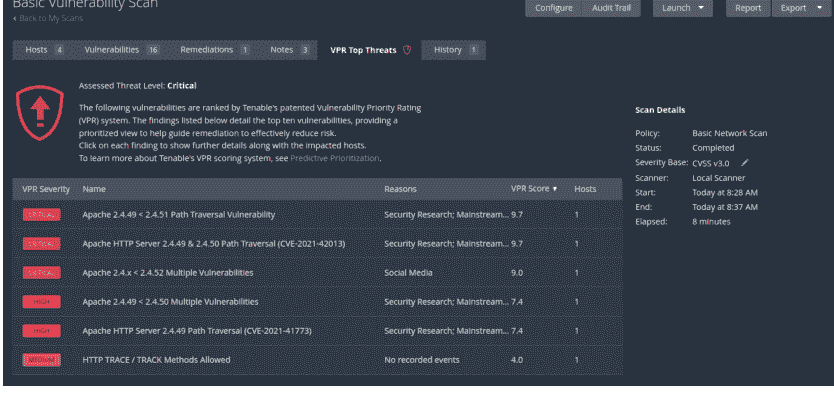 Basic Vulnerability Scan
Back to My Scans
Configure Audit Trail Launch Report Export
Hosts 4 Vulnerabilities 16 Remediations 1 Notes 3 VPR Top Threats History 1
Assessed Threat Level: Critical
The following vulnerabilities are ranked by Tenable's patented Vulnerability Priority Rating
(VPR) system. The findings listed below detail the top ten vulnerabilities, providing a
prioritized view to help guide remediation to effectively reduce risk.
Click on each finding to show further details along with the impacted hosts.
To learn more about Tenable's VPR scoring system, see Predictive Prioritization.
VPR Severity Name Reasons VPR Score Hosts
CRITICAL Apache 2.4.49 < 2.4.51 Path Traversal Vulnerability Security Research; Mainstream... 9.7 1
CRITICAL Apache HTTP Server 2.4.49 & 2.4.50 Path Traversal (CVE-2021-42013) Security Research; Mainstream... 9.7 1
CRITICAL Apache 2.4.x < 2.4.52 Multiple Vulnerabilities Social Media 9.0 1
HIGH Apache 2.4.49 < 2.4.50 Multiple Vulnerabilities Security Research; Mainstream... 7.4 1
HIGH Apache HTTP Server 2.4.49 Path Traversal (CVE-2021-41773) Security Research; Mainstream... 7.4 1
MEDIUM HTTP TRACE / TRACK Methods Allowed No recorded events 4.0 1
Scan Details
Policy: Basic Network Scan
Status: Completed
Severity Base: CVSS v3.0
Scanner: Local Scanner
Start: Today at 8:28 AM
End: Today at 8:37 AM
Elapsed: 8 minutes